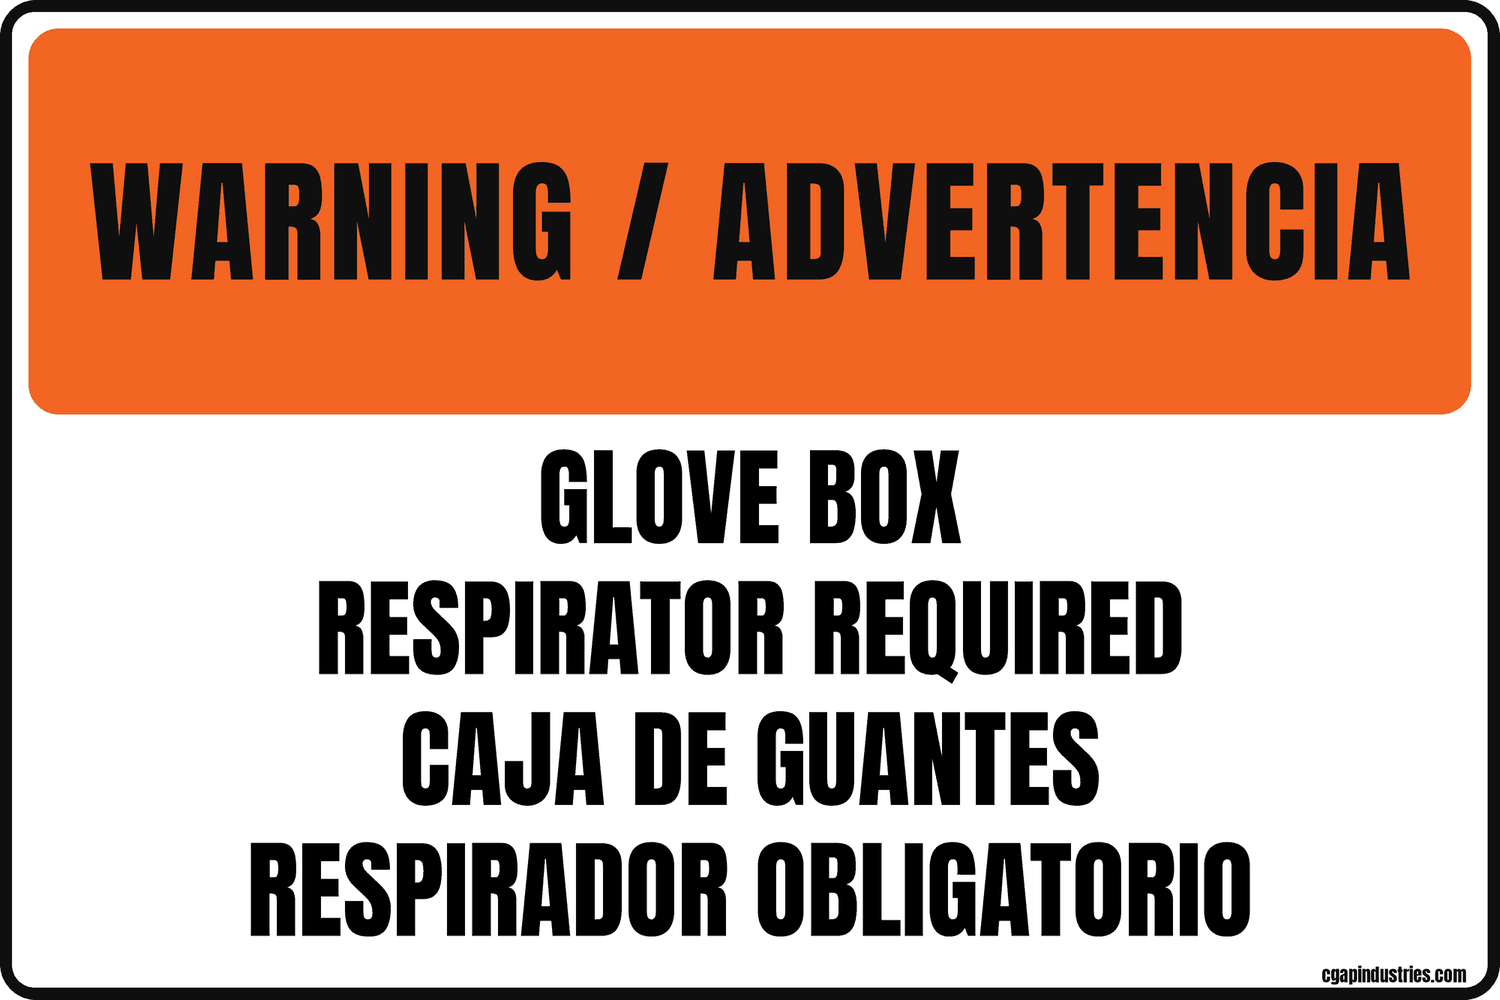 WARNING / ADVERTENCIA
GLOVE BOX
RESPIRATOR REQUIRED
CAJA DE GUANTES
RESPIRADOR OBLIGATORIO
cgapindustries.com